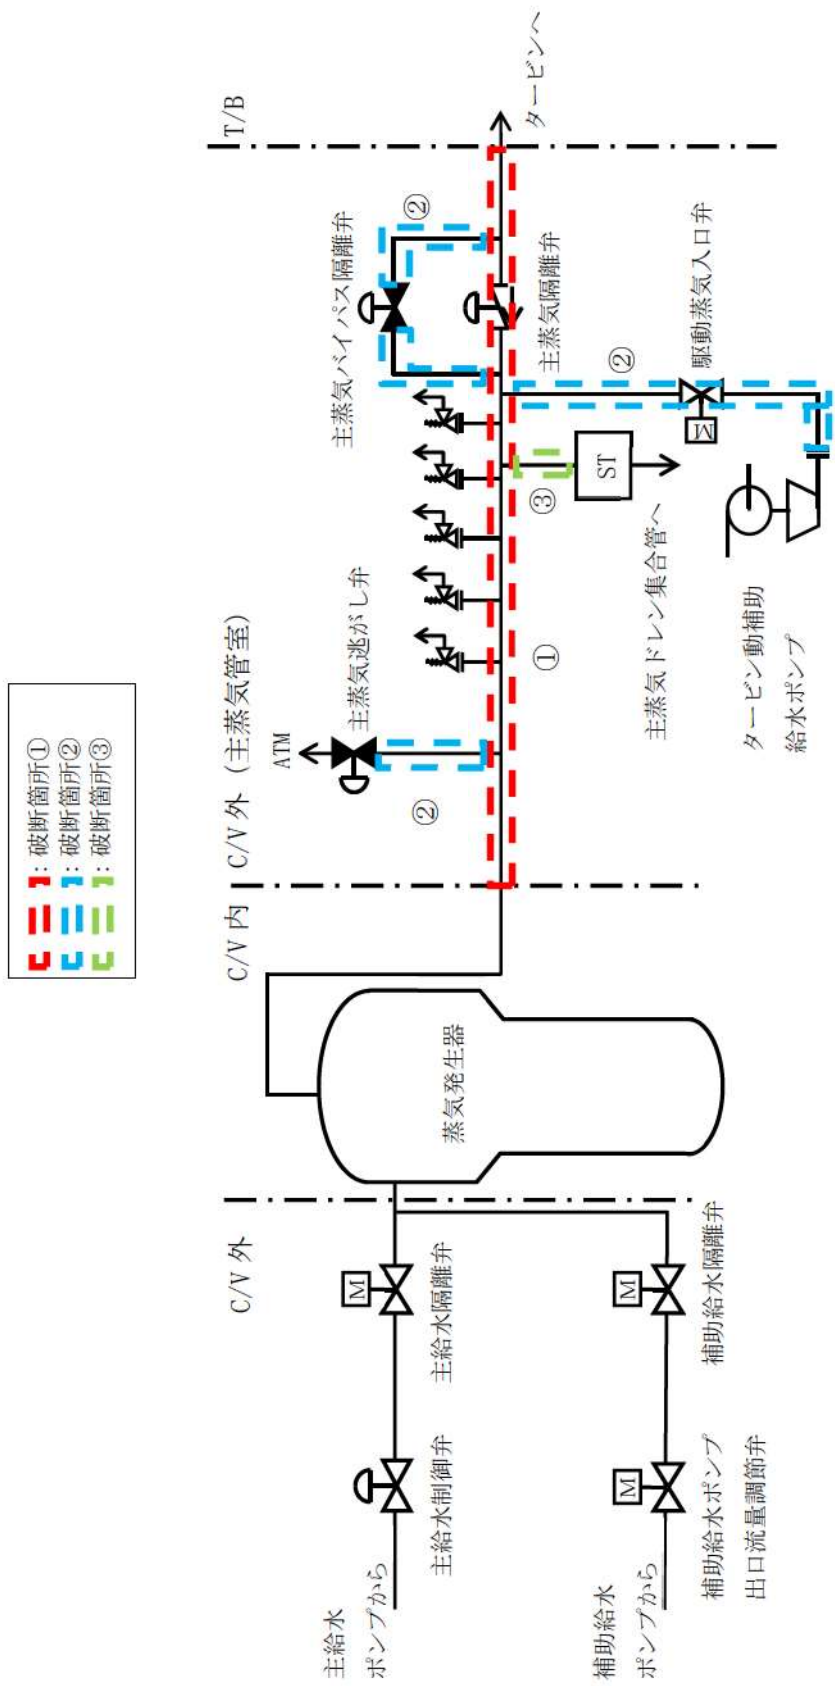 : 破断箇所①
: 破断箇所②
: 破断箇所③
C/V 外
C/V 内
C/V 外 (主蒸気管室)
T/B
ATM
主蒸気逃がし弁
②
主蒸気バイパス隔離弁
②
主蒸気隔離弁
タービンへ
①
③
ST
主蒸気ドレン集合管へ
②
M
駆動蒸気入口弁
タービン動補助
給水ポンプ
蒸気発生器
主給水
ポンプから
主給水制御弁
M
主給水隔離弁
補助給水
ポンプから
M
補助給水ポンプ
出口流量調節弁
M
補助給水隔離弁